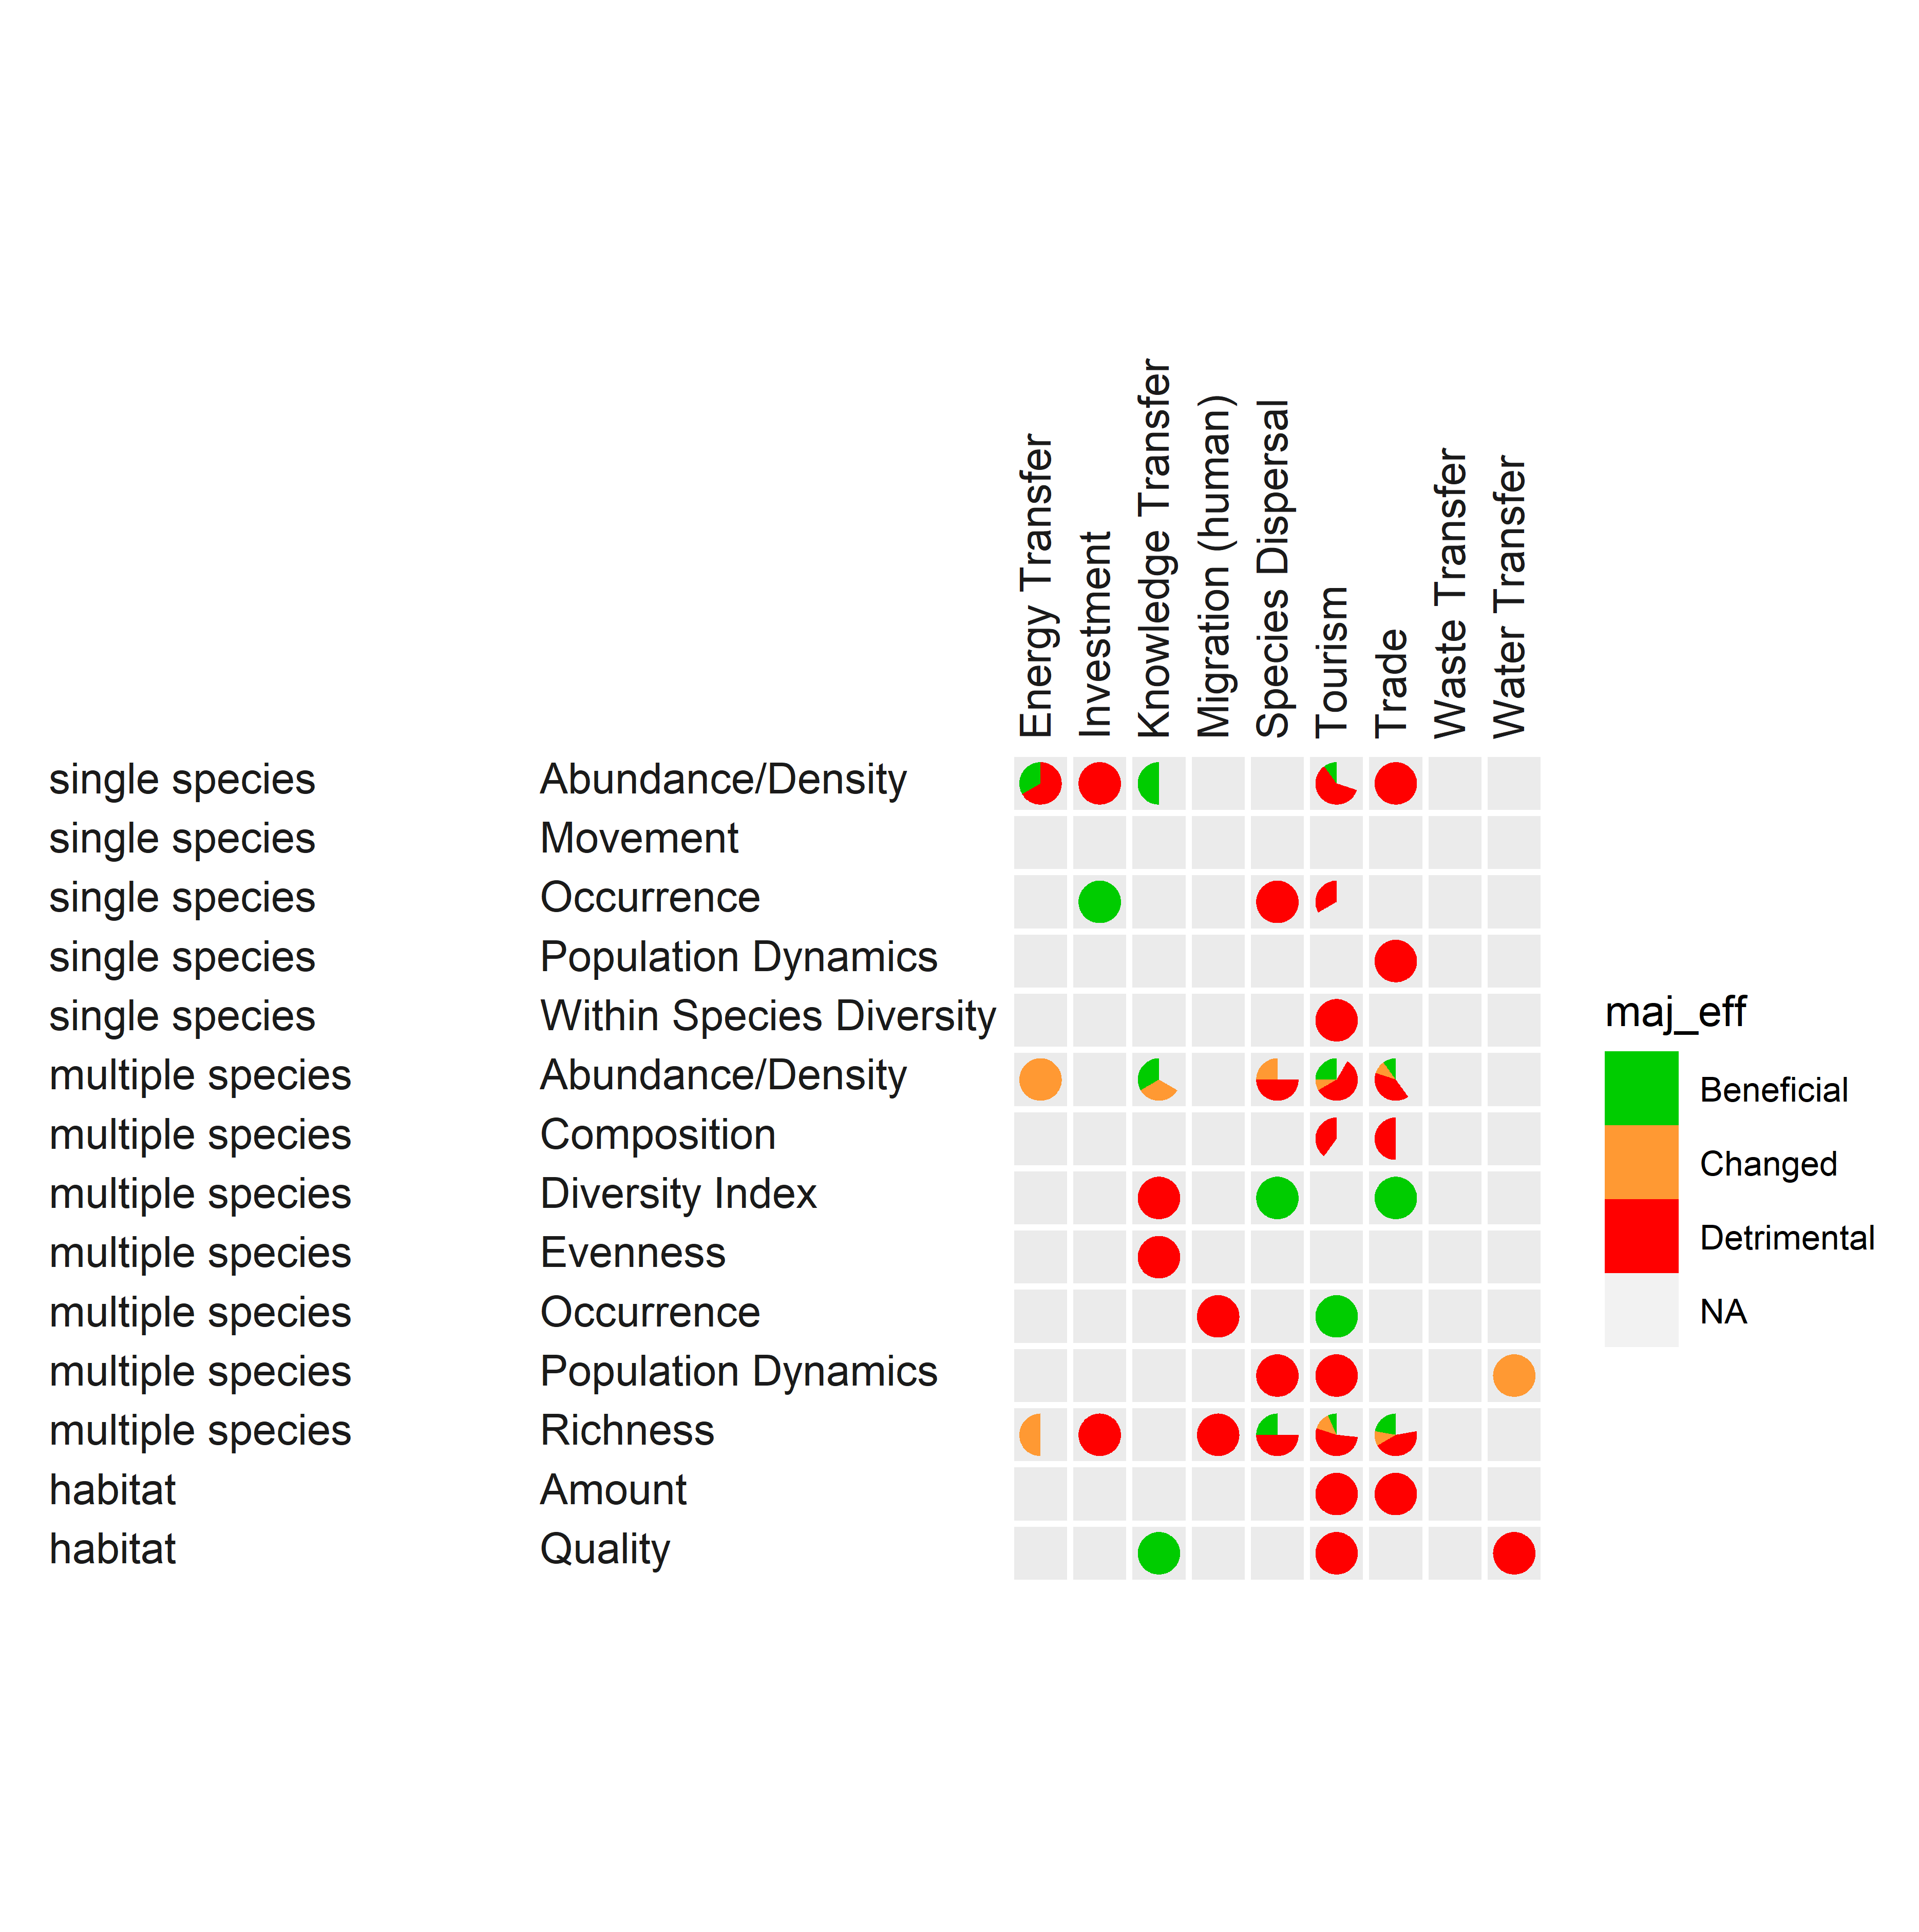 Energy Transfer
Investment
Knowledge Transfer
Migration (human)
Species Dispersal
Tourism
Trade
Waste Transfer
Water Transfer
single species Abundance/Density
single species Movement
single species Occurrence
single species Population Dynamics
single species Within Species Diversity
multiple species Abundance/Density
multiple species Composition
multiple species Diversity Index
multiple species Evenness
multiple species Occurrence
multiple species Population Dynamics
multiple species Richness
habitat Amount
habitat Quality
maj_eff
Beneficial
Changed
Detrimental
NA